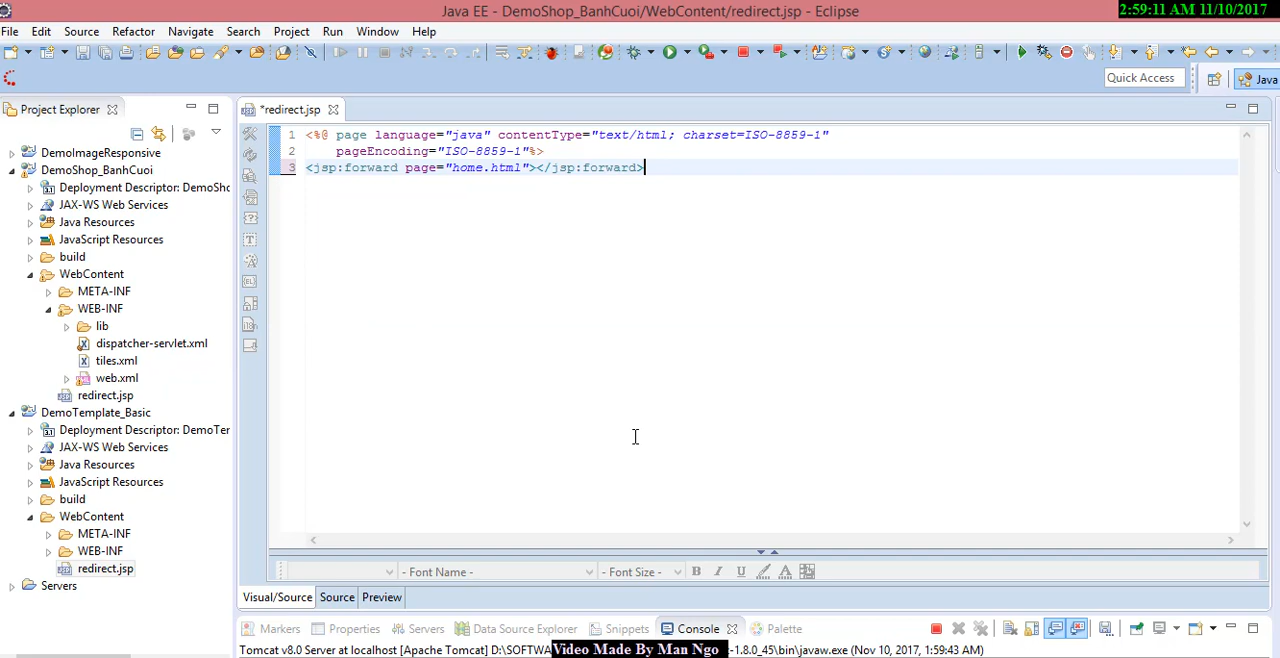 Java EE - DemoShop_BanhCuoi/WebContent/redirect.jsp - Eclipse
2:59:11 AM 11/10/2017
File Edit Source Refactor Navigate Search Project Run Window Help
Quick Access
Java
Project Explorer
*redirect.jsp
DemoImageResponsive
DemoShop_BanhCuoi
Deployment Descriptor: DemoSho
JAX-WS Web Services
Java Resources
JavaScript Resources
build
WebContent
META-INF
WEB-INF
lib
dispatcher-servlet.xml
tiles.xml
web.xml
redirect.jsp
DemoTemplate_Basic
Deployment Descriptor: DemoTer
JAX-WS Web Services
Java Resources
JavaScript Resources
build
WebContent
META-INF
WEB-INF
redirect.jsp
Servers
1 <%@ page language="java" contentType="text/html; charset=ISO-8859-1"
2 pageEncoding="ISO-8859-1"%>
3 <jsp:forward page="home.html"></jsp:forward>
- Font Name - - Font Size - B I U A
Visual/Source Source Preview
Markers Properties Servers Data Source Explorer Snippets Console Palette
Tomcat v8.0 Server at localhost [Apache Tomcat] D:\SOFTWA
Video Made By Man Ngo
-1.8.0_45\bin\javaw.exe (Nov 10, 2017, 1:59:43 AM)